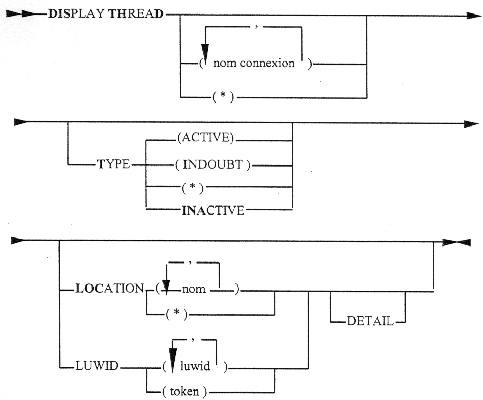 DISPLAY THREAD
,
( nom connexion )
( * )
(ACTIVE)
TYPE ( INDOUBT )
( * )
INACTIVE
,
LOCATION ( nom )
( * )
DETAIL
,
LUWID ( luwid )
( token )